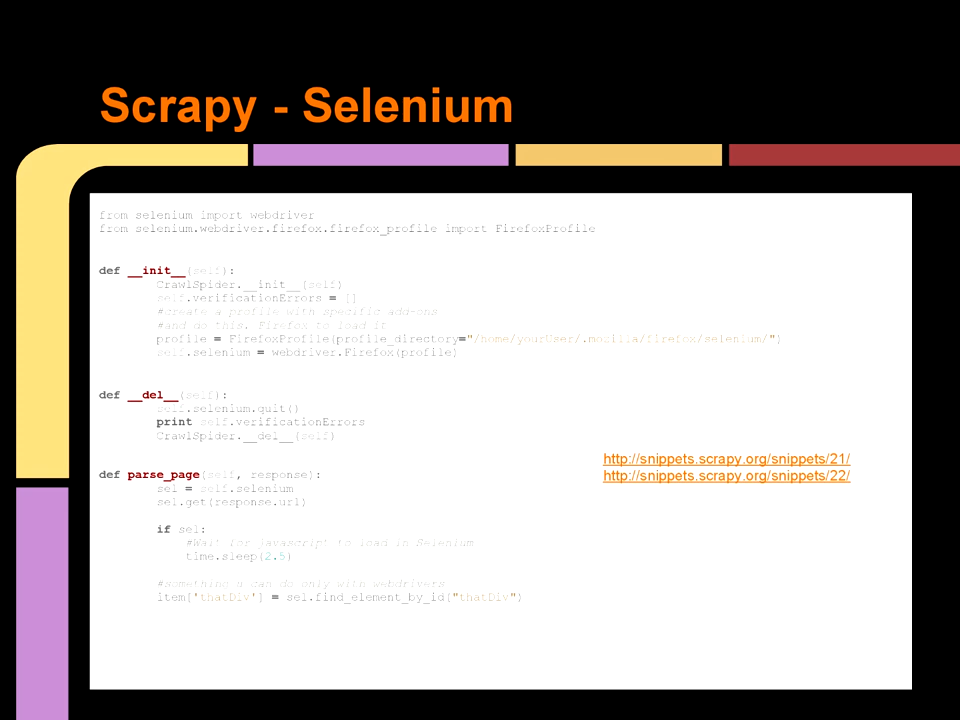 Scrapy - Selenium
from selenium import webdriver
from selenium.webdriver.firefox.firefox_profile import FirefoxProfile
def __init__(self):
CrawlSpider.__init__(self)
self.verificationErrors = []
#create a profile with specific add-ons
#and do this. Firefox to load it
profile = FirefoxProfile(profile_directory="/home/yourUser/.mozilla/firefox/selenium/")
self.selenium = webdriver.Firefox(profile)
def __del__(self):
self.selenium.quit()
print self.verificationErrors
CrawlSpider.__del__(self)
http://snippets.scrapy.org/snippets/21/
http://snippets.scrapy.org/snippets/22/
def parse_page(self, response):
sel = self.selenium
sel.get(response.url)
if sel:
#Wait for javascript to load in Selenium
time.sleep(2.5)
#something u can do only with webdrivers
item['thatDiv'] = sel.find_element_by_id("thatDiv")